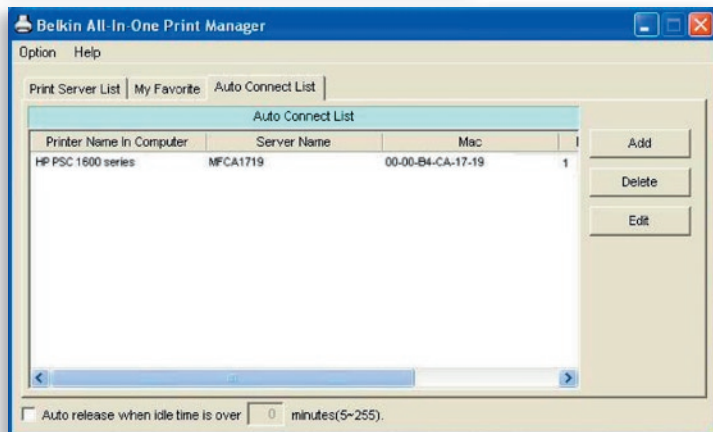 Belkin All-In-One Print Manager
Option Help
Print Server List My Favorite Auto Connect List
Auto Connect List
Printer Name In Computer Server Name Mac
HP PSC 1600 series MFCA1719 00-00-B4-CA-17-19 1
Add
Delete
Edit
Auto release when idle time is over 0 minutes(5~255).